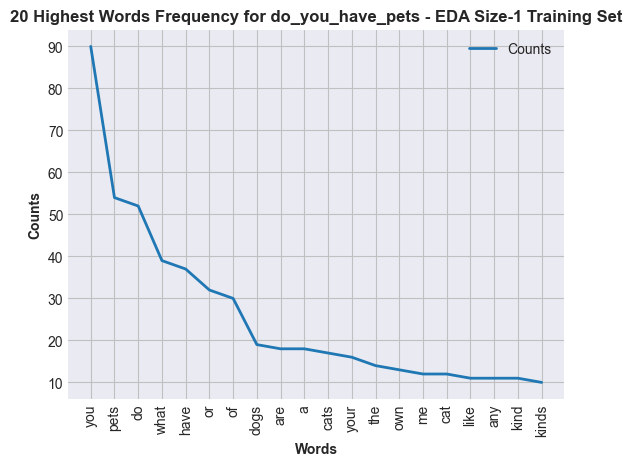 20 Highest Words Frequency for do_you_have_pets - EDA Size-1 Training Set
Counts
90
80
70
60
50
40
30
20
10
Counts
you
pets
do
what
have
or
of
dogs
are
a
cats
your
the
own
me
cat
like
any
kind
kinds
Words